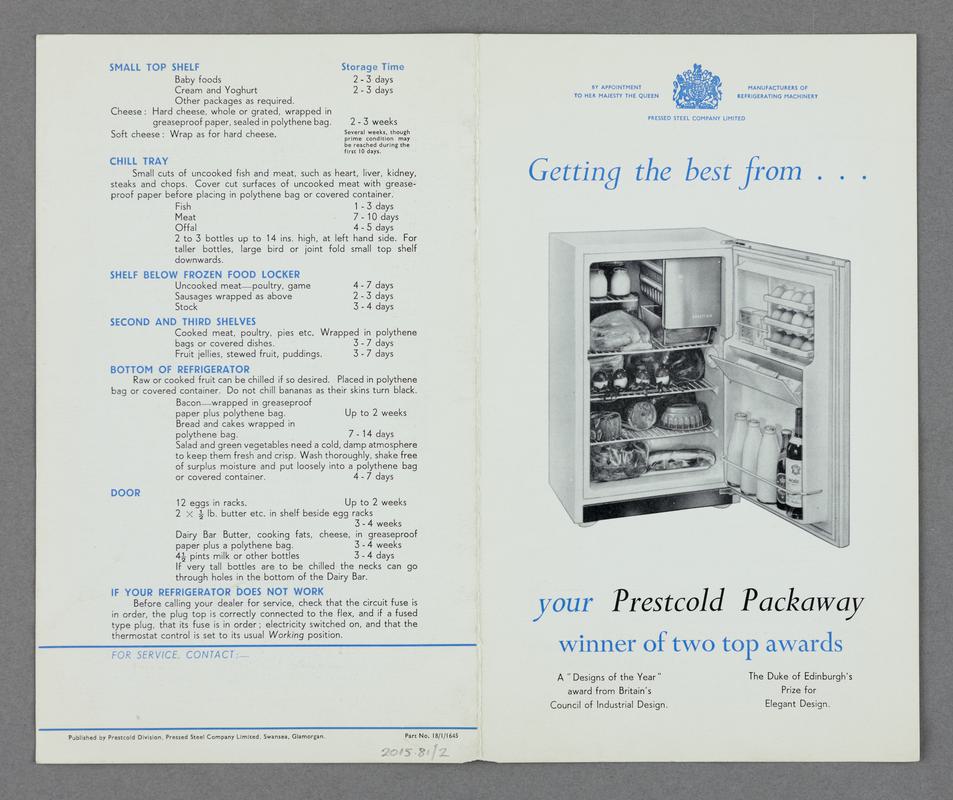 SMALL TOP SHELF Storage Time
Baby foods 2 - 3 days
Cream and Yoghurt 2 - 3 days
Other packages as required.
Cheese : Hard cheese, whole or grated, wrapped in
greaseproof paper, sealed in polythene bag. 2 - 3 weeks
Soft cheese : Wrap as for hard cheese. Several weeks, though
prime condition may
be reached during the
first 10 days.
CHILL TRAY
Small cuts of uncooked fish and meat, such as heart, liver, kidney,
steaks and chops. Cover cut surfaces of uncooked meat with grease-
proof paper before placing in polythene bag or covered container.
Fish 1 - 3 days
Meat 7 - 10 days
Offal 4 - 5 days
2 to 3 bottles up to 14 ins. high, at left hand side. For
taller bottles, large bird or joint fold small top shelf
downwards.
SHELF BELOW FROZEN FOOD LOCKER
Uncooked meat—poultry, game 4 - 7 days
Sausages wrapped as above 2 - 3 days
Stock 3 - 4 days
SECOND AND THIRD SHELVES
Cooked meat, poultry, pies etc. Wrapped in polythene
bags or covered dishes. 3 - 7 days
Fruit jellies, stewed fruit, puddings. 3 - 7 days
BOTTOM OF REFRIGERATOR
Raw or cooked fruit can be chilled if so desired. Placed in polythene
bag or covered container. Do not chill bananas as their skins turn black.
Bacon—wrapped in greaseproof
paper plus polythene bag. Up to 2 weeks
Bread and cakes wrapped in
polythene bag. 7 - 14 days
Salad and green vegetables need a cold, damp atmosphere
to keep them fresh and crisp. Wash thoroughly, shake free
of surplus moisture and put loosely into a polythene bag
or covered container. 4 - 7 days
DOOR
12 eggs in racks. Up to 2 weeks
2 × ½ lb. butter etc. in shelf beside egg racks
3 - 4 weeks
Dairy Bar Butter, cooking fats, cheese, in greaseproof
paper plus a polythene bag. 3 - 4 weeks
4½ pints milk or other bottles 3 - 4 days
If very tall bottles are to be chilled the necks can go
through holes in the bottom of the Dairy Bar.
IF YOUR REFRIGERATOR DOES NOT WORK
Before calling your dealer for service, check that the circuit fuse is
in order, the plug top is correctly connected to the flex, and if a fused
type plug, that its fuse is in order ; electricity switched on, and that the
thermostat control is set to its usual Working position.
FOR SERVICE, CONTACT :—
Published by Prestcold Division, Pressed Steel Company Limited, Swansea, Glamorgan. Part No. 18/1/1645
2015.81/2
BY APPOINTMENT
TO HER MAJESTY THE QUEEN
MANUFACTURERS OF
REFRIGERATING MACHINERY
PRESSED STEEL COMPANY LIMITED
Getting the best from . . .
your Prestcold Packaway
winner of two top awards
A "Designs of the Year"
award from Britain's
Council of Industrial Design.
The Duke of Edinburgh's
Prize for
Elegant Design.